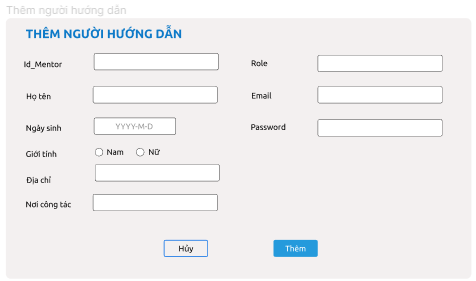 Thêm người hướng dẫn
THÊM NGƯỜI HƯỚNG DẪN
Id_Mentor
Role
Họ tên
Email
Ngày sinh
YYYY-M-D
Password
Giới tính
Nam
Nữ
Địa chỉ
Nơi công tác
Hủy
Thêm